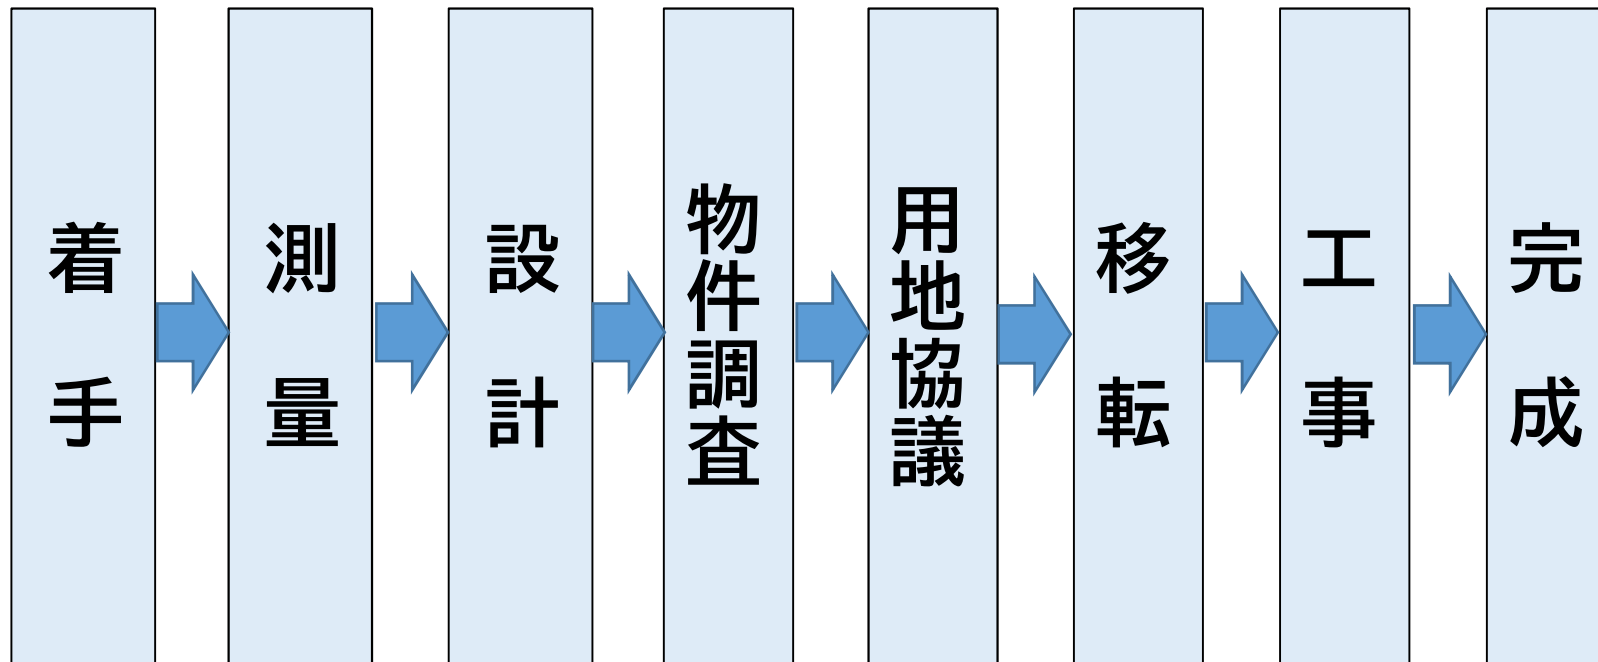 着手
測量
設計
物件調査
用地協議
移転
工事
完成